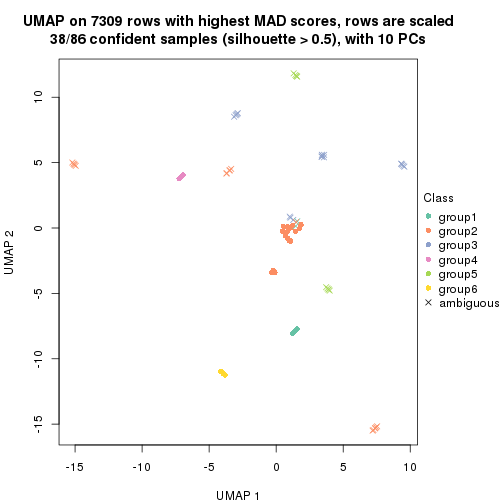 UMAP on 7309 rows with highest MAD scores, rows are scaled
38/86 confident samples (silhouette > 0.5), with 10 PCs
10
5
0
-5
-10
-15
UMAP 2
-15
-10
-5
0
5
10
UMAP 1
Class
group1
group2
group3
group4
group5
group6
ambiguous